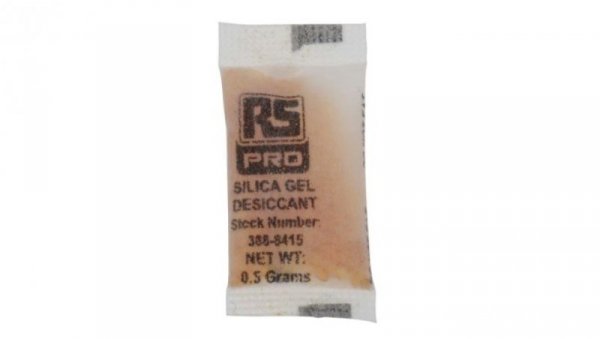 RS
PRO
SILICA GEL
DESICCANT
Stock Number:
388-8415
NET WT:
0.5 Grams